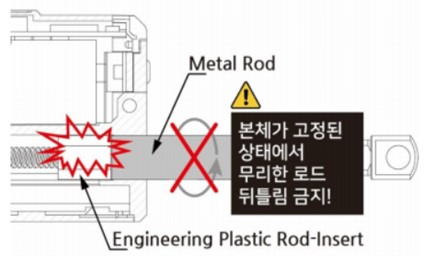 Metal Rod
본체가 고정된
상태에서
무리한 로드
뒤틀림 금지!
Engineering Plastic Rod-Insert